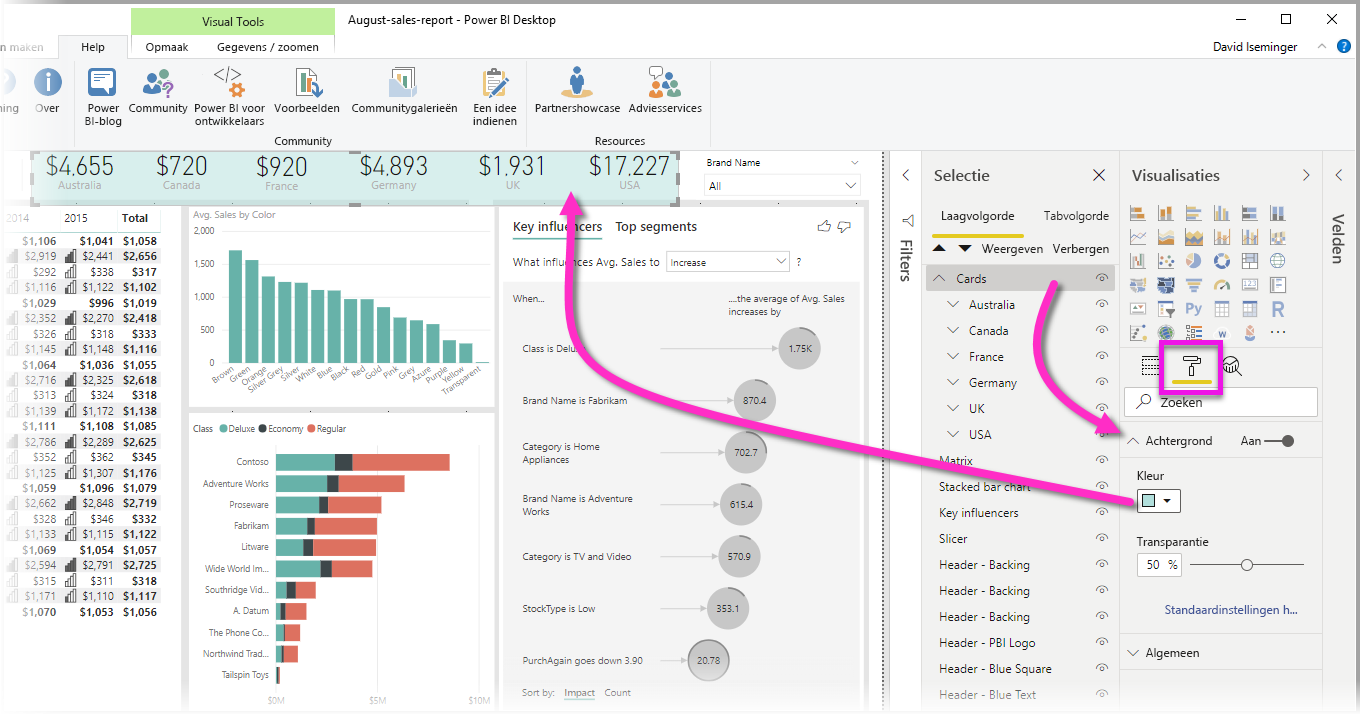 Visual Tools
August-sales-report - Power BI Desktop
n maken
Help
Opmaak
Gegevens / zoomen
David Iseminger
?
ning
Over
Power
BI-blog
Community
Power BI voor
ontwikkelaars
Voorbeelden
Communitygalerieën
Een idee
indienen
Partnershowcase
Adviesservices
Community
Resources
$4,655
Australia
$720
Canada
$920
France
$4,893
Germany
$1,931
UK
$17,227
USA
Brand Name
All
2014 2015 Total
$1,106 $1,041 $1,058
$2,919 $2,441 $2,656
$292 $338 $317
$1,116 $1,122 $1,102
$1,029 $996 $1,019
$2,352 $2,270 $2,418
$326 $318 $333
$1,145 $1,148 $1,116
$1,064 $1,036 $1,055
$2,716 $2,325 $2,618
$313 $324 $318
$1,139 $1,172 $1,138
$1,111 $1,108 $1,085
$2,786 $2,289 $2,625
$352 $362 $345
$1,125 $1,307 $1,176
$1,059 $1,096 $1,079
$2,662 $2,848 $2,719
$328 $346 $332
$1,133 $1,115 $1,122
$1,069 $1,054 $1,057
$2,594 $2,791 $2,725
$315 $311 $318
$1,171 $1,110 $1,117
$1,070 $1,053 $1,056
Avg. Sales by Color
2,000
1,500
1,000
500
0
Brown
Green
Orange
Silver Grey
Silver
White
Blue
Black
Red
Gold
Pink
Grey
Azure
Purple
Yellow
Transparent
Class Deluxe Economy Regular
Contoso
Adventure Works
Proseware
Fabrikam
Litware
Wide World Im...
Southridge Vid...
A. Datum
The Phone Co...
Northwind Trad...
Tailspin Toys
$0M $5M $10M
Key influencers
Top segments
What influences Avg. Sales to
Increase
?
When...
....the average of Avg. Sales
increases by
Class is Deluxe
1.75K
Brand Name is Fabrikam
870.4
Category is Home
Appliances
702.7
Brand Name is Adventure
Works
615.4
Category is TV and Video
570.9
StockType is Low
353.1
PurchAgain goes down 3.90
20.78
Sort by: Impact Count
Filters
Selectie
Laagvolgorde
Tabvolgorde
Weergeven
Verbergen
Cards
Australia
Canada
France
Germany
UK
USA
Matrix
Stacked bar chart
Key influencers
Slicer
Header - Backing
Header - Backing
Header - Backing
Header - PBI Logo
Header - Blue Square
Header - Blue Text
Visualisaties
123
Py
R
W
Zoeken
Achtergrond
Aan
Kleur
Transparantie
50 %
Standaardinstellingen h...
Algemeen
Velden